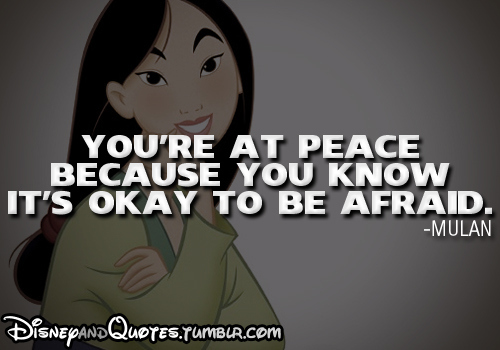 YOU'RE AT PEACE
BECAUSE YOU KNOW
IT'S OKAY TO BE AFRAID.
-MULAN
DISNEYANDQUOTES.TUMBLR.COM